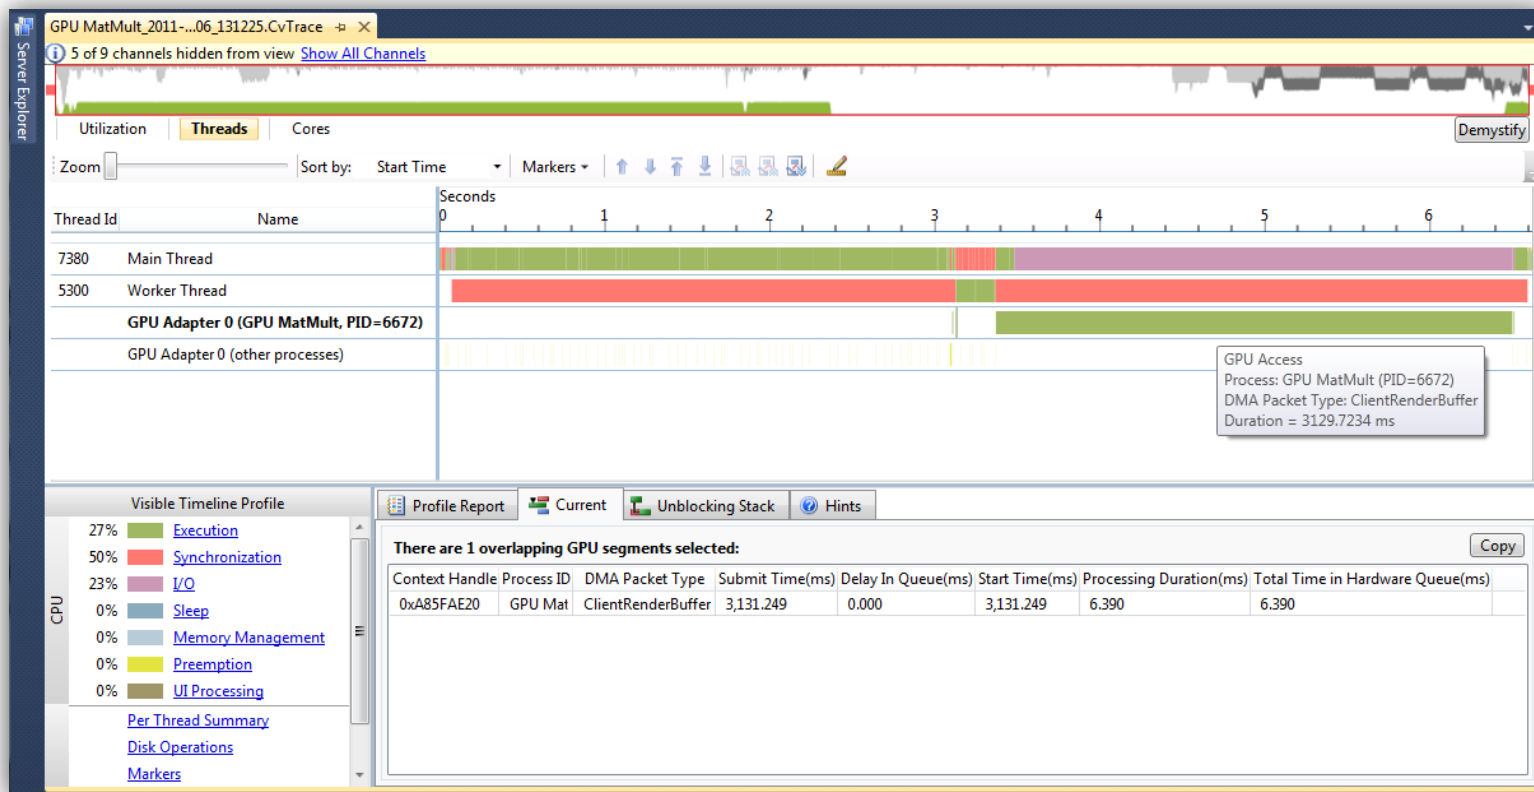 Server Explorer
GPU MatMult_2011-...06_131225.CvTrace
5 of 9 channels hidden from view Show All Channels
Utilization Threads Cores
Demystify
Zoom Sort by: Start Time Markers
Seconds
Thread Id Name 0 1 2 3 4 5 6
7380 Main Thread
5300 Worker Thread
GPU Adapter 0 (GPU MatMult, PID=6672)
GPU Adapter 0 (other processes)
GPU Access
Process: GPU MatMult (PID=6672)
DMA Packet Type: ClientRenderBuffer
Duration = 3129.7234 ms
Visible Timeline Profile
CPU
27% Execution
50% Synchronization
23% I/O
0% Sleep
0% Memory Management
0% Preemption
0% UI Processing
Per Thread Summary
Disk Operations
Markers
Profile Report Current Unblocking Stack Hints
There are 1 overlapping GPU segments selected:
Copy
Context Handle Process ID DMA Packet Type Submit Time(ms) Delay In Queue(ms) Start Time(ms) Processing Duration(ms) Total Time in Hardware Queue(ms)
0xA85FAE20 GPU Mat ClientRenderBuffer 3,131.249 0.000 3,131.249 6.390 6.390